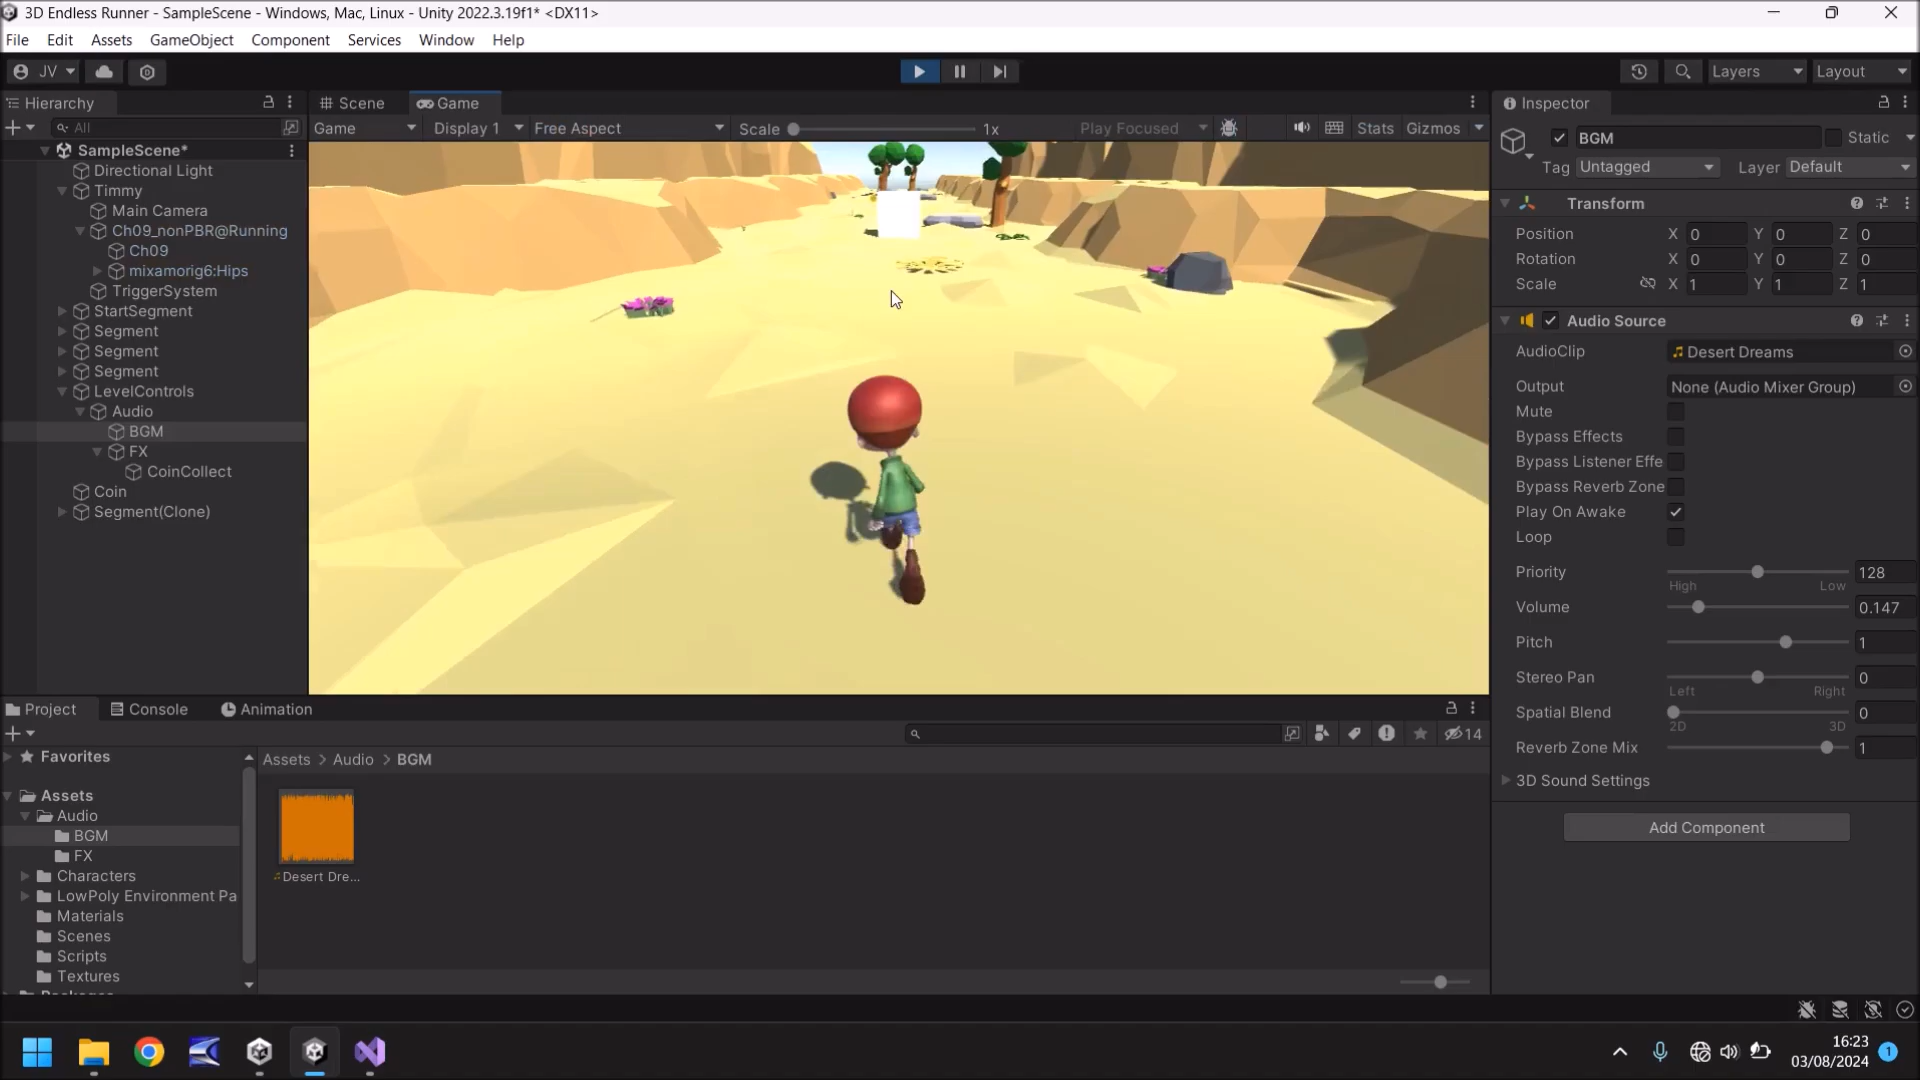 3D Endless Runner - SampleScene - Windows, Mac, Linux - Unity 2022.3.19f1* <DX11>
File Edit Assets GameObject Component Services Window Help
JV
Layers
Layout
Hierarchy
Scene
Game
Inspector
All
Game
Display 1
Free Aspect
Scale
1x
Play Focused
Stats
Gizmos
SampleScene*
Directional Light
Timmy
Main Camera
Ch09_nonPBR@Running
Ch09
mixamorig6:Hips
TriggerSystem
StartSegment
Segment
Segment
Segment
LevelControls
Audio
BGM
FX
CoinCollect
Coin
Segment(Clone)
BGM
Static
Tag Untagged
Layer Default
Transform
Position X 0 Y 0 Z 0
Rotation X 0 Y 0 Z 0
Scale X 1 Y 1 Z 1
Audio Source
AudioClip Desert Dreams
Output None (Audio Mixer Group)
Mute
Bypass Effects
Bypass Listener Effe
Bypass Reverb Zone
Play On Awake
Loop
Priority 128
High Low
Volume 0.147
Pitch 1
Stereo Pan 0
Left Right
Spatial Blend 0
2D 3D
Reverb Zone Mix 1
3D Sound Settings
Add Component
Project
Console
Animation
14
Favorites
Assets
Audio
BGM
FX
Characters
LowPoly Environment Pa
Materials
Scenes
Scripts
Textures
Assets > Audio > BGM
Desert Dre...
16:23
03/08/2024
1